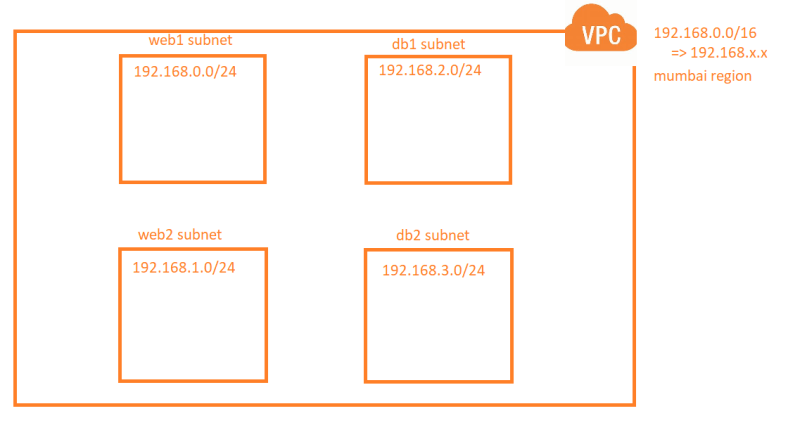 VPC
192.168.0.0/16
=> 192.168.x.x
mumbai region
web1 subnet
192.168.0.0/24
db1 subnet
192.168.2.0/24
web2 subnet
192.168.1.0/24
db2 subnet
192.168.3.0/24